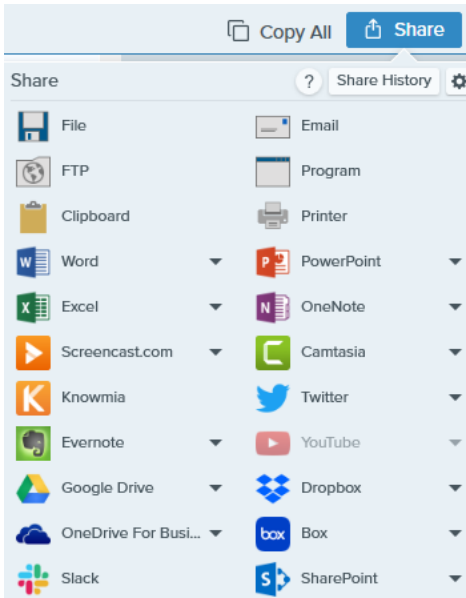 Copy All Share
Share ? Share History
File Email
FTP Program
Clipboard Printer
Word PowerPoint
Excel OneNote
Screencast.com Camtasia
Knowmia Twitter
Evernote YouTube
Google Drive Dropbox
OneDrive For Busi... box Box
Slack SharePoint